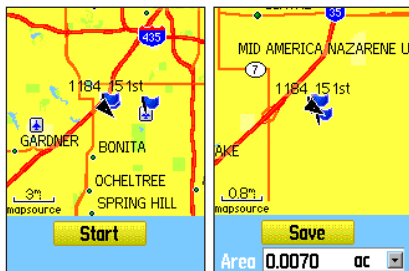 435
1184 151st
GARDNER
BONITA
OCHELTREE
SPRING HILL
3m
mapsource
Start
35
MID AMERICA NAZARENE U
7
1184 151st
AKE
0.8m
mapsource
Save
Area 0.0070 ac